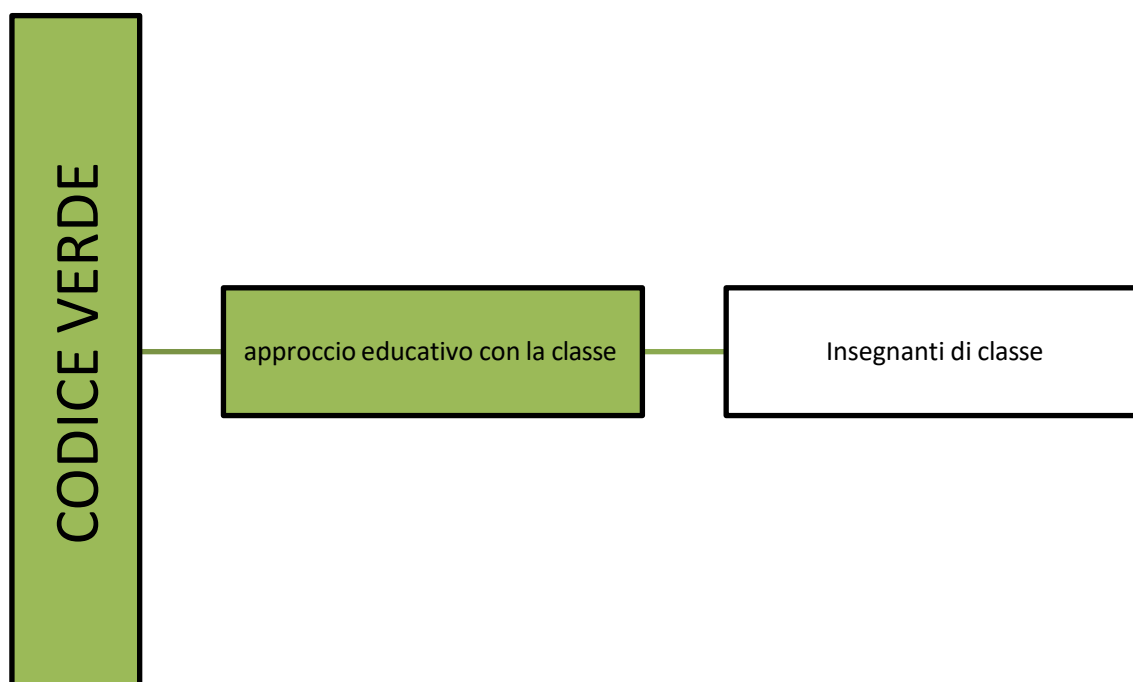 CODICE VERDE
approccio educativo con la classe
Insegnanti di classe